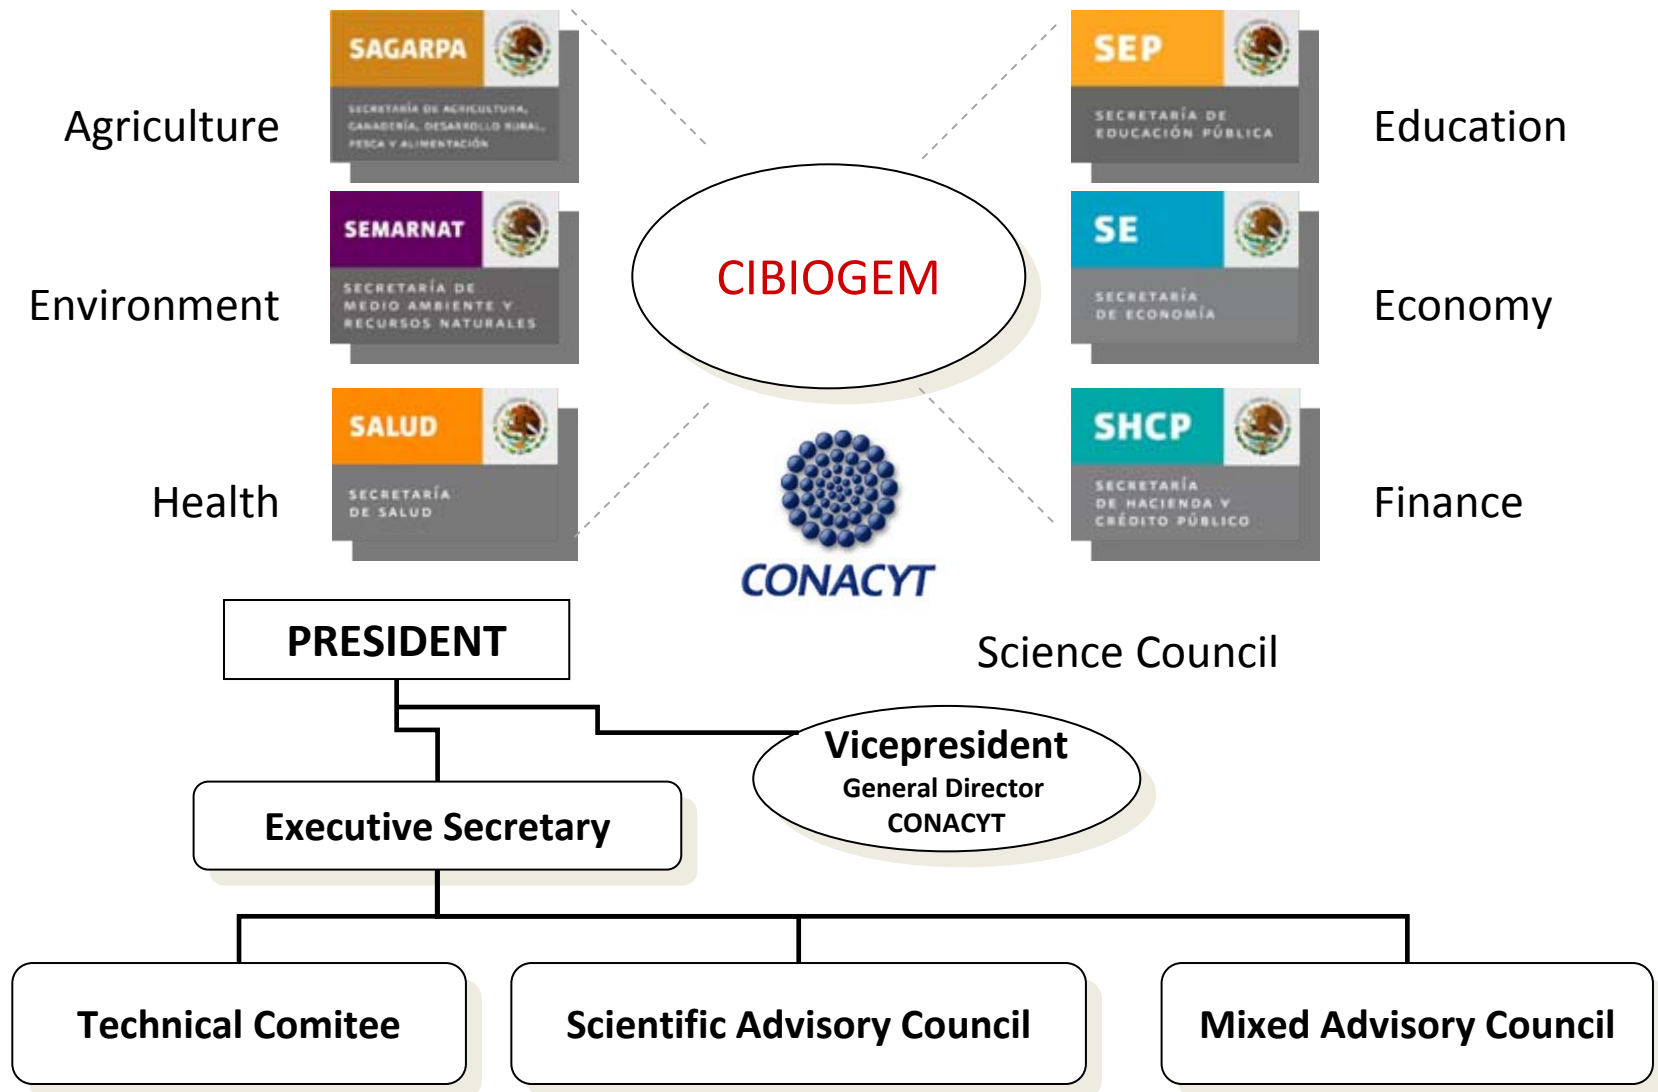 SAGARPA
SECRETARÍA DE AGRICULTURA,
GANADERÍA, DESARROLLO RURAL,
PESCA Y ALIMENTACIÓN
Agriculture
SEP
SECRETARÍA DE
EDUCACIÓN PÚBLICA
Education
CIBIOGEM
SEMARNAT
SECRETARÍA DE
MEDIO AMBIENTE Y
RECURSOS NATURALES
Environment
SE
SECRETARÍA
DE ECONOMÍA
Economy
SALUD
SECRETARÍA
DE SALUD
Health
SHCP
SECRETARÍA
DE HACIENDA Y
CRÉDITO PÚBLICO
Finance
CONACYT
Science Council
PRESIDENT
Vicepresident
General Director
CONACYT
Executive Secretary
Technical Comitee
Scientific Advisory Council
Mixed Advisory Council